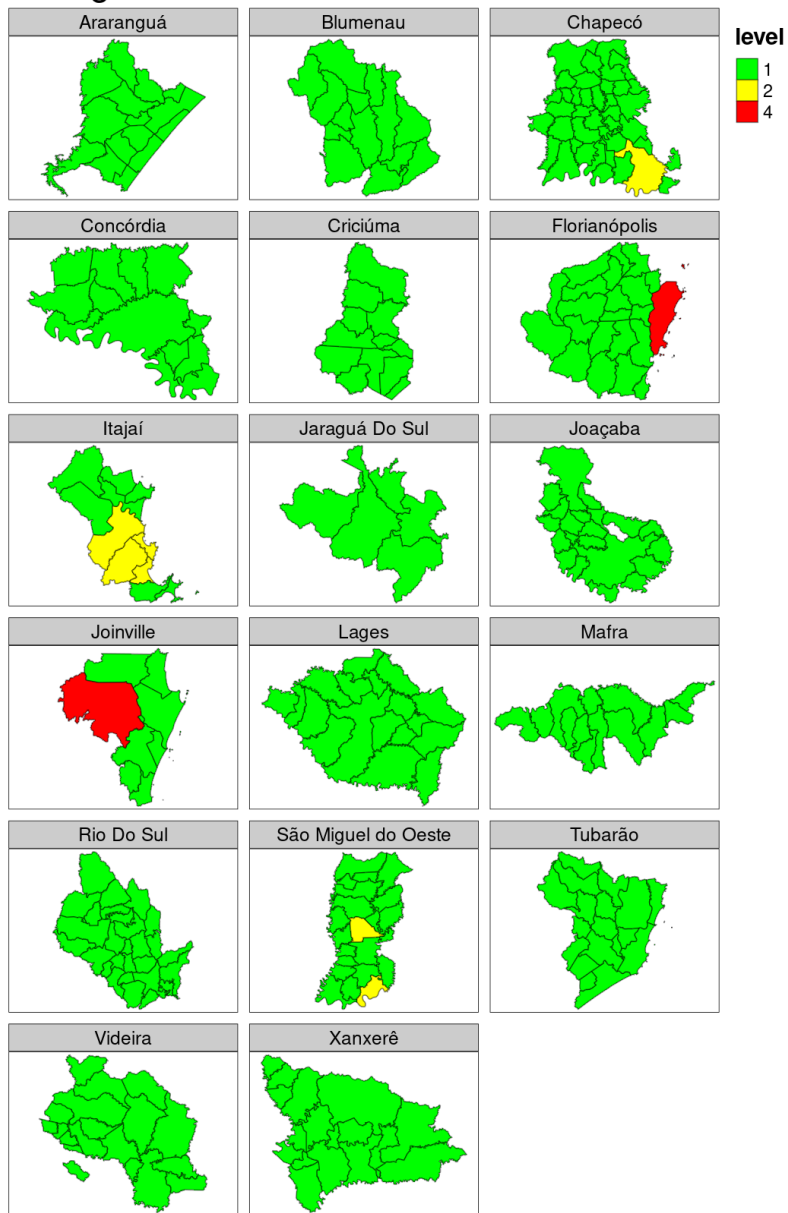 Araranguá
Blumenau
Chapecó
level
1
2
4
Concórdia
Criciúma
Florianópolis
Itajaí
Jaraguá Do Sul
Joaçaba
Joinville
Lages
Mafra
Rio Do Sul
São Miguel do Oeste
Tubarão
Videira
Xanxerê